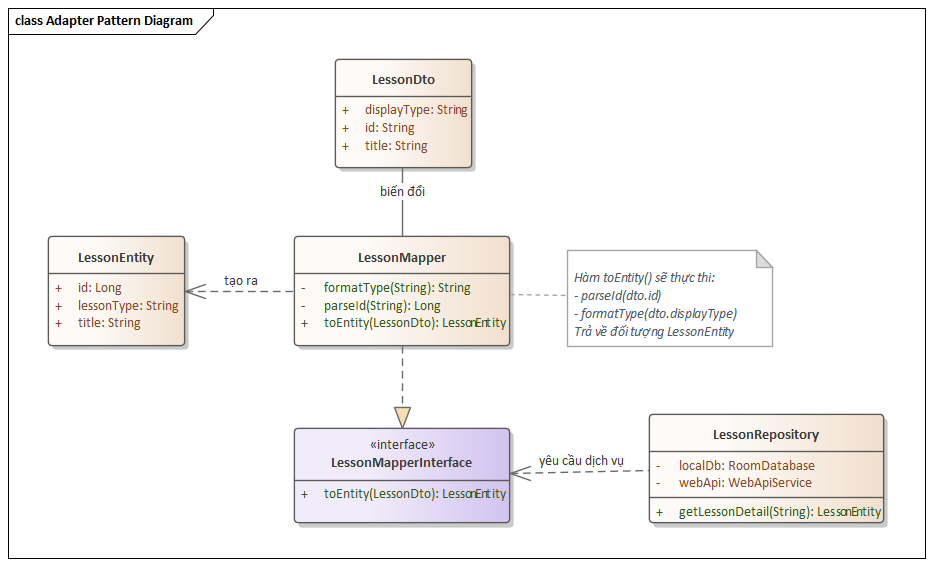 class Adapter Pattern Diagram
LessonDto
+ displayType: String
+ id: String
+ title: String
biến đổi
LessonEntity
+ id: Long
+ lessonType: String
+ title: String
tạo ra
LessonMapper
- formatType(String): String
- parseId(String): Long
+ toEntity(LessonDto): LessonEntity
Hàm toEntity() sẽ thực thi:
- parseId(dto.id)
- formatType(dto.displayType)
Trả về đối tượng LessonEntity
«interface»
LessonMapperInterface
+ toEntity(LessonDto): LessonEntity
yêu cầu dịch vụ
LessonRepository
- localDb: RoomDatabase
- webApi: WebApiService
+ getLessonDetail(String): LessonEntity